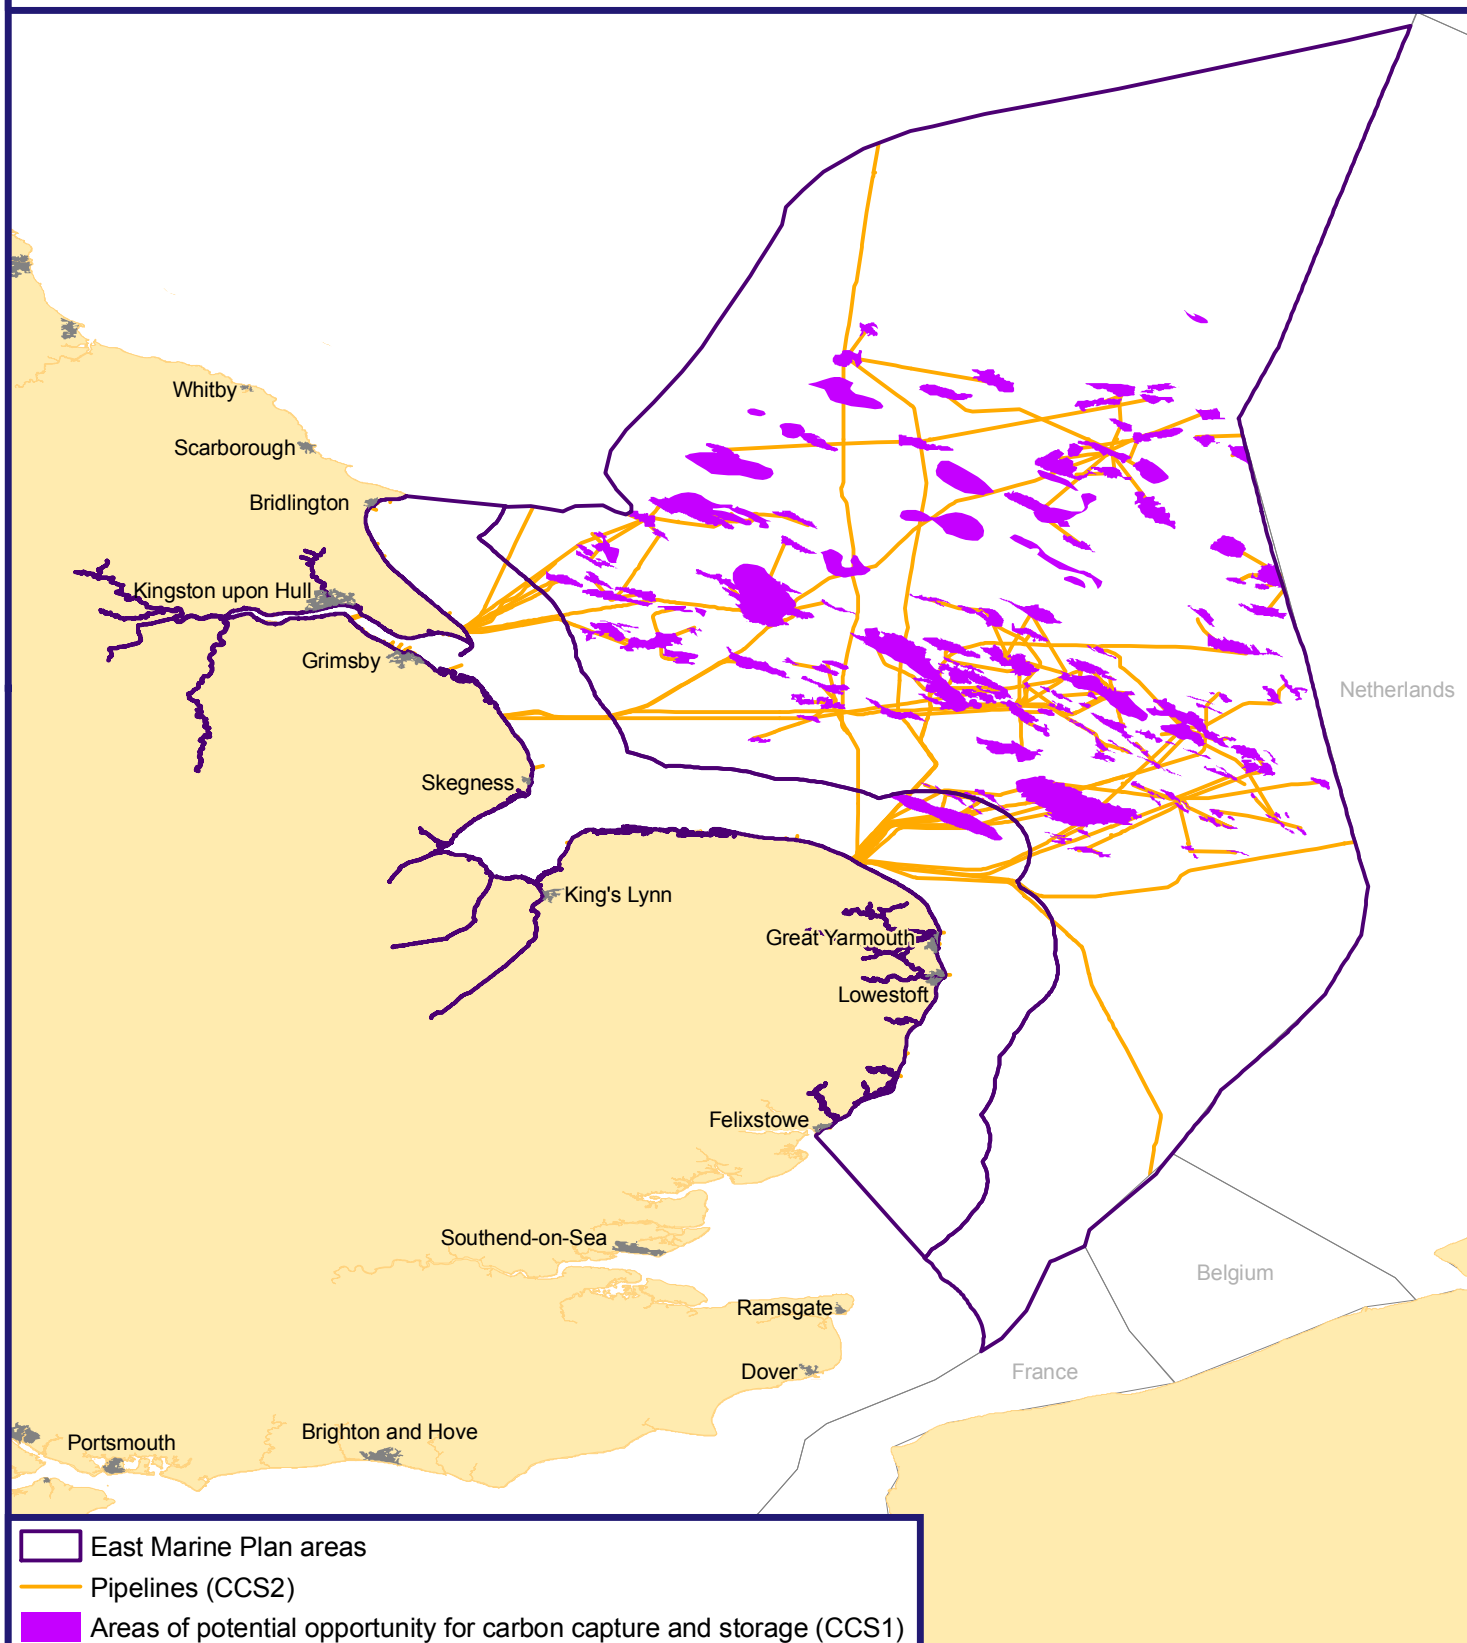 Whitby
Scarborough
Bridlington
Kingston upon Hull
Grimsby
Netherlands
Skegness
King's Lynn
Great Yarmouth
Lowestoft
Felixstowe
Southend-on-Sea
Belgium
Ramsgate
Dover
France
Brighton and Hove
Portsmouth
East Marine Plan areas
Pipelines (CCS2)
Areas of potential opportunity for carbon capture and storage (CCS1)